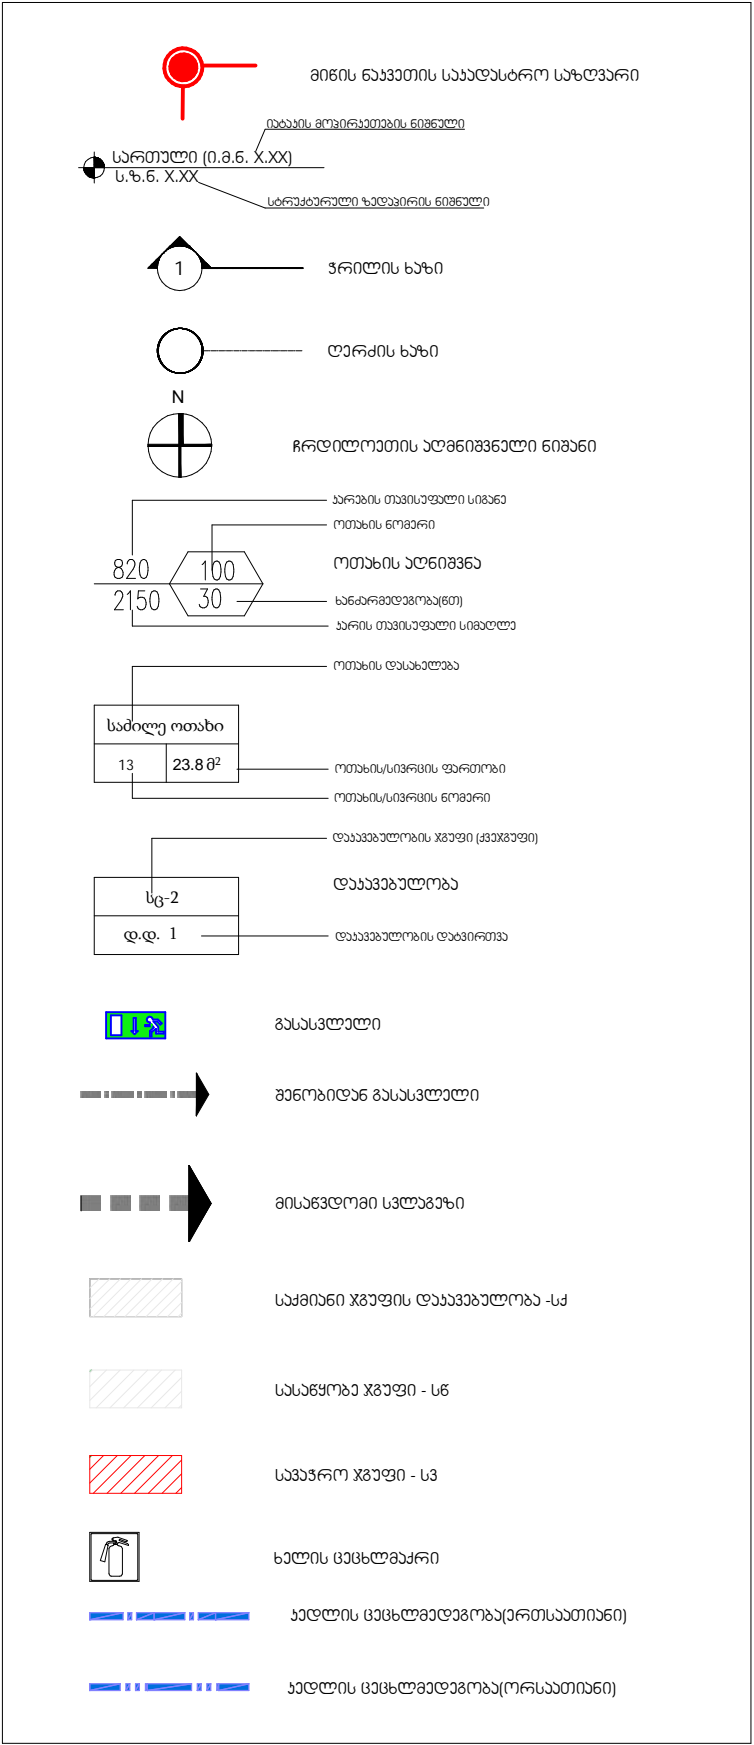 მიწის ნაკვეთის საკადასტრო საზღვარი
იატაკის მოპირკეთების ნიშნული
სართული (ი.მ.ნ. X.XX)
ს.ზ.ნ. X.XX
სტრუქტურული ზედაპირის ნიშნული
1
ჭრილის ხაზი
ღერძის ხაზი
N
ჩრდილოეთის აღმნიშვნელი ნიშანი
კარების თავისუფალი სიგანე
ოთახის ნომერი
ოთახის აღნიშვნა
820
100
2150
30
ხანძარმედეგობა(წთ)
კარის თავისუფალი სიმაღლე
ოთახის დასახელება
საძილე ოთახი
13
23.8 მ²
ოთახის/სივრცის ფართობი
ოთახის/სივრცის ნომერი
დაკავებულობის ჯგუფი (ქვეჯგუფი)
სც-2
დაკავებულობა
დ.დ. 1
დაკავებულობის დატვირთვა
გასასვლელი
შენობიდან გასასვლელი
მისაწვდომი სვლაგეზი
საქმიანი ჯგუფის დაკავებულობა -სქ
სასაწყობე ჯგუფი - სწ
სავაჭრო ჯგუფი - სვ
ხელის ცეცხლმაქრი
კედლის ცეცხლმედეგობა(ერთსაათიანი)
კედლის ცეცხლმედეგობა(ორსაათიანი)